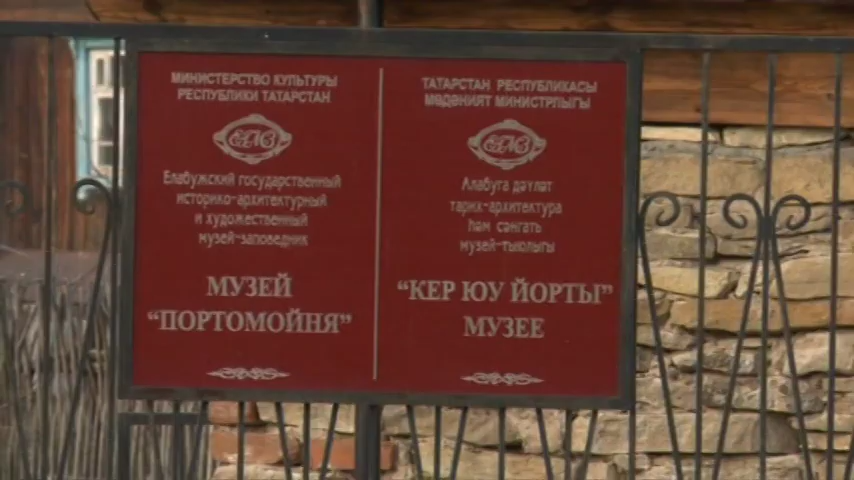 МИНИСТЕРСТВО КУЛЬТУРЫ
РЕСПУБЛИКИ ТАТАРСТАН
ЕГМЗ
Елабужский государственный
историко-архитектурный
и художественный
музей-заповедник
МУЗЕЙ
“ПОРТОМОЙНЯ”
ТАТАРСТАН РЕСПУБЛИКАСЫ
МӘДӘНИЯТ МИНИСТРЛЫГЫ
ЕГМЗ
Алабуга дәүләт
тарих-архитектура
һәм сәнгать
музей-тыюлыгы
“КЕР ЮУ ЙОРТЫ”
МУЗЕЕ